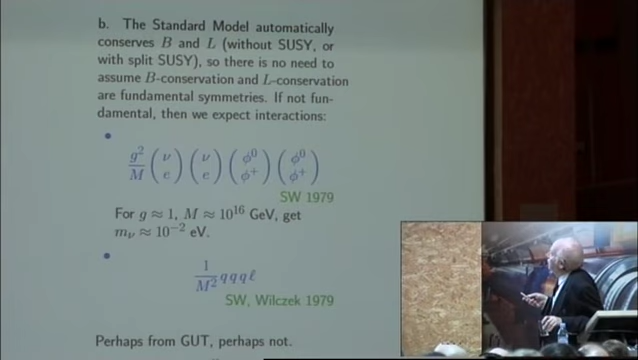 b. The Standard Model automatically
conserves B and L (without SUSY, or
with split SUSY), so there is no need to
assume B-conservation and L-conservation
are fundamental symmetries. If not fun-
damental, then we expect interactions:
• g²/M (ν e) (ν e) (φ⁰ φ⁺) (φ⁰ φ⁺)
SW 1979
For g ≈ 1, M ≈ 10¹⁶ GeV, get
m_ν ≈ 10⁻² eV.
• 1/M² q q q ℓ
SW, Wilczek 1979
Perhaps from GUT, perhaps not.